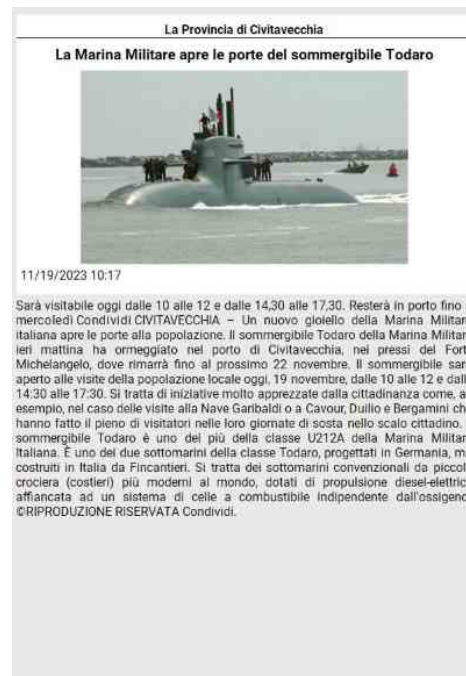 La Provincia di Civitavecchia
La Marina Militare apre le porte del sommergibile Todaro
11/19/2023 10:17
Sarà visitabile oggi dalle 10 alle 12 e dalle 14,30 alle 17,30. Resterà in porto fino
mercoledì Condividi CIVITAVECCHIA – Un nuovo gioiello della Marina Militar
italiana apre le porte alla popolazione. Il sommergibile Todaro della Marina Militar
ieri mattina ha ormeggiato nel porto di Civitavecchia, nei pressi del Fort
Michelangelo, dove rimarrà fino al prossimo 22 novembre. Il sommergibile sar
aperto alle visite della popolazione locale oggi, 19 novembre, dalle 10 alle 12 e dall
14:30 alle 17:30. Si tratta di iniziative molto apprezzate dalla cittadinanza come, a
esempio, nel caso delle visite alla Nave Garibaldi o a Cavour, Duilio e Bergamini ch
hanno fatto il pieno di visitatori nelle loro giornate di sosta nello scalo cittadino.
sommergibile Todaro è uno dei più della classe U212A della Marina Militar
Italiana. È uno dei due sottomarini della classe Todaro, progettati in Germania, m
costruiti in Italia da Fincantieri. Si tratta dei sottomarini convenzionali da piccol
crociera (costieri) più moderni al mondo, dotati di propulsione diesel-elettric
affiancata ad un sistema di celle a combustibile indipendente dall'ossigeno
©RIPRODUZIONE RISERVATA Condividi.